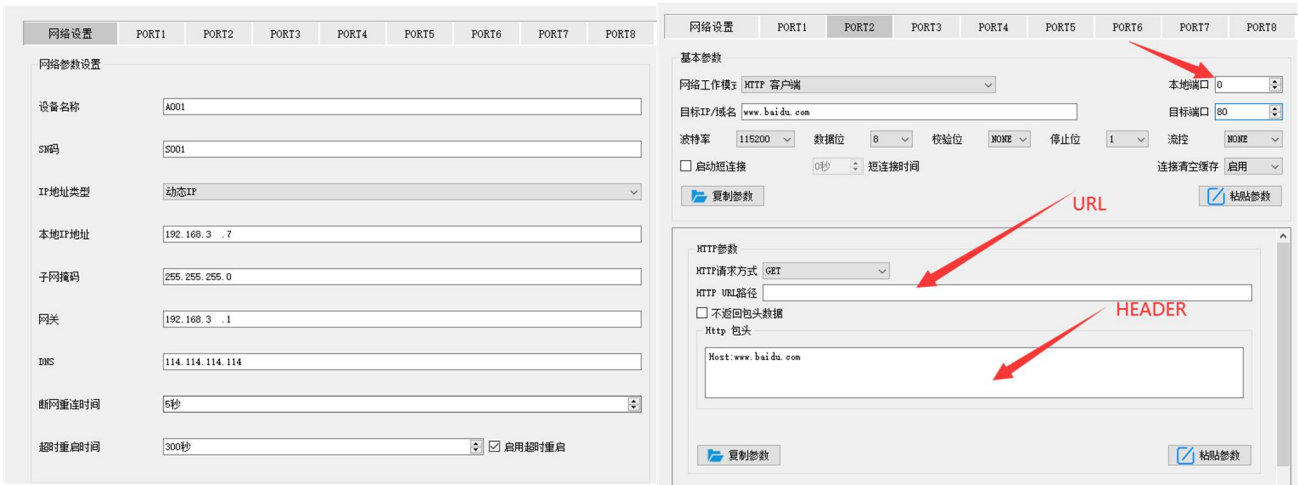 网络设置 PORT1 PORT2 PORT3 PORT4 PORT5 PORT6 PORT7 PORT8
网络参数设置
设备名称 A001
SN码 S001
IP地址类型 动态IP
本地IP地址 192.168.3 .7
子网掩码 255.255.255.0
网关 192.168.3 .1
DNS 114.114.114.114
断网重连时间 5秒
超时重启时间 300秒 启用超时重启
网络设置 PORT1 PORT2 PORT3 PORT4 PORT5 PORT6 PORT7 PORT8
基本参数
网络工作模式 HTTP 客户端 本地端口 0
目标IP/域名 www.baidu.com 目标端口 80
波特率 115200 数据位 8 校验位 NONE 停止位 1 流控 NONE
启动短连接 0秒 短连接时间 连接清空缓存 启用
复制参数 粘贴参数
URL
HTTP参数
HTTP请求方式 GET
HTTP URL路径
不返回包头数据
HEADER
Http 包头
Host:www.baidu.com
复制参数 粘贴参数